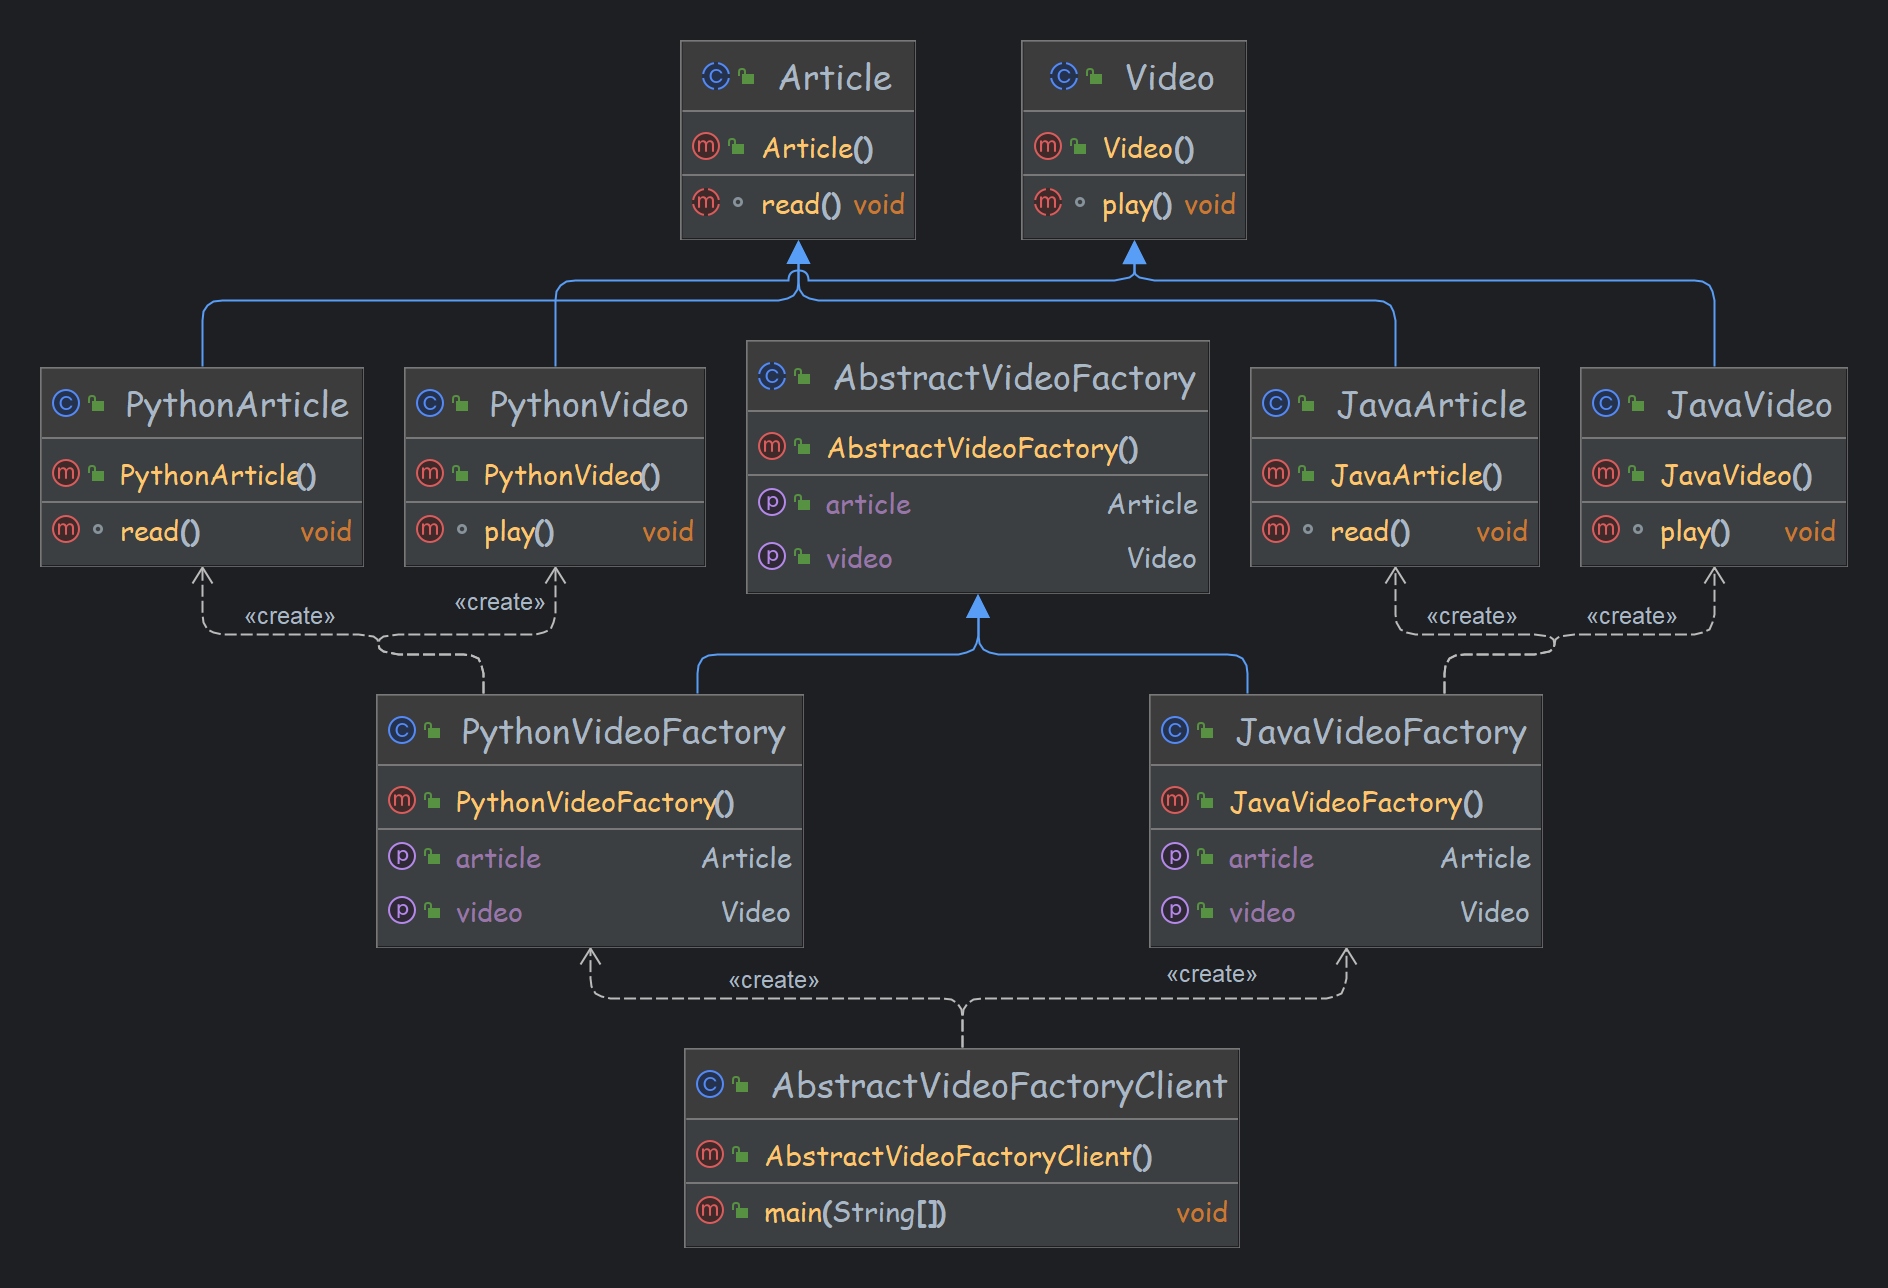 Article
Article()
read() void
Video
Video()
play() void
PythonArticle
PythonArticle()
read() void
PythonVideo
PythonVideo()
play() void
AbstractVideoFactory
AbstractVideoFactory()
article Article
video Video
JavaArticle
JavaArticle()
read() void
JavaVideo
JavaVideo()
play() void
«create»
«create»
«create»
«create»
PythonVideoFactory
PythonVideoFactory()
article Article
video Video
JavaVideoFactory
JavaVideoFactory()
article Article
video Video
«create»
«create»
AbstractVideoFactoryClient
AbstractVideoFactoryClient()
main(String[]) void